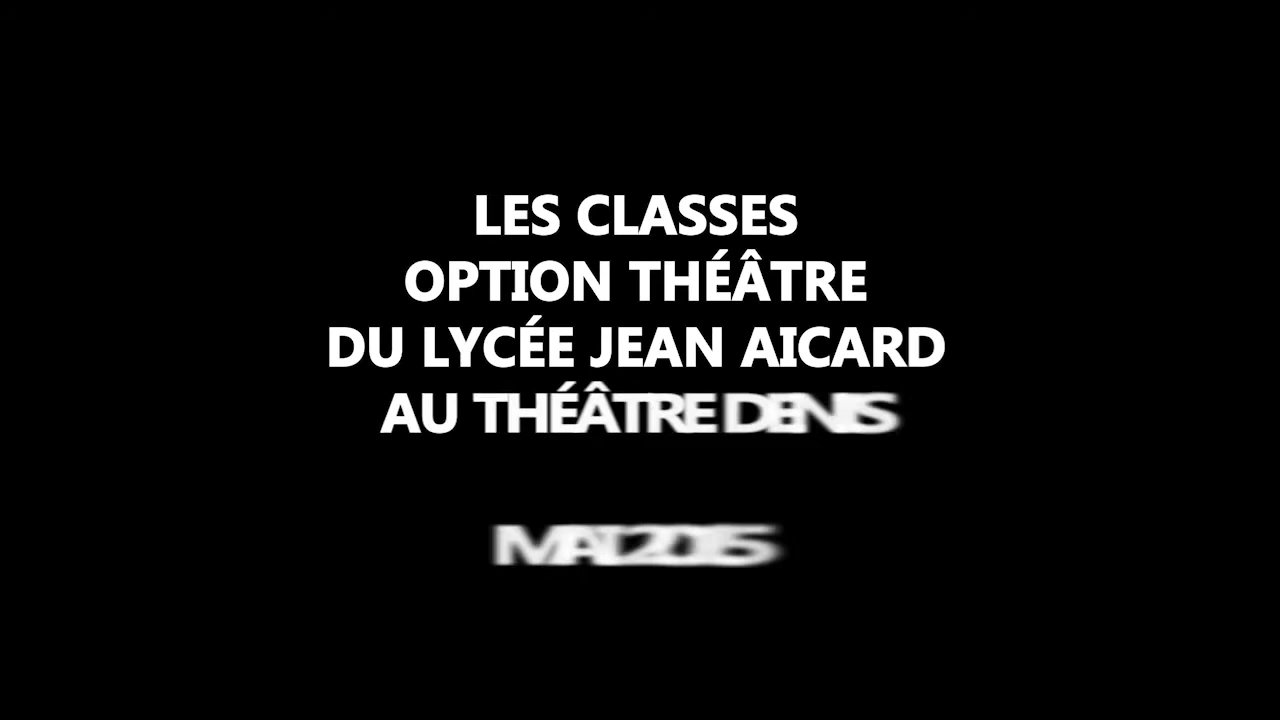 LES CLASSES
OPTION THÉÂTRE
DU LYCÉE JEAN AICARD
AU THÉÂTRE DENIS
MAI 2015